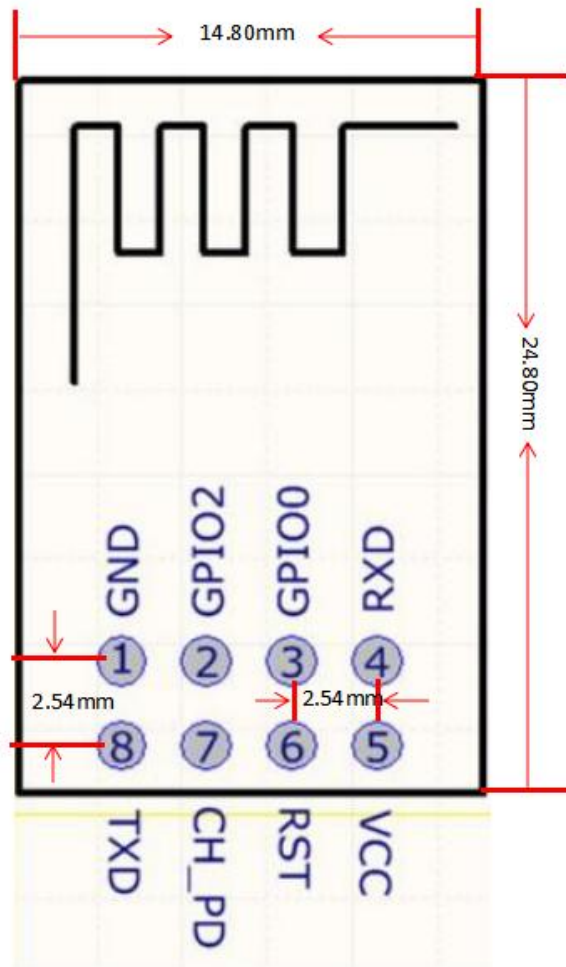 14.80mm
24.80mm
GND
GPIO2
GPIO0
RXD
1 2 3 4
2.54mm
2.54mm
8 7 6 5
TXD
CH_PD
RST
VCC